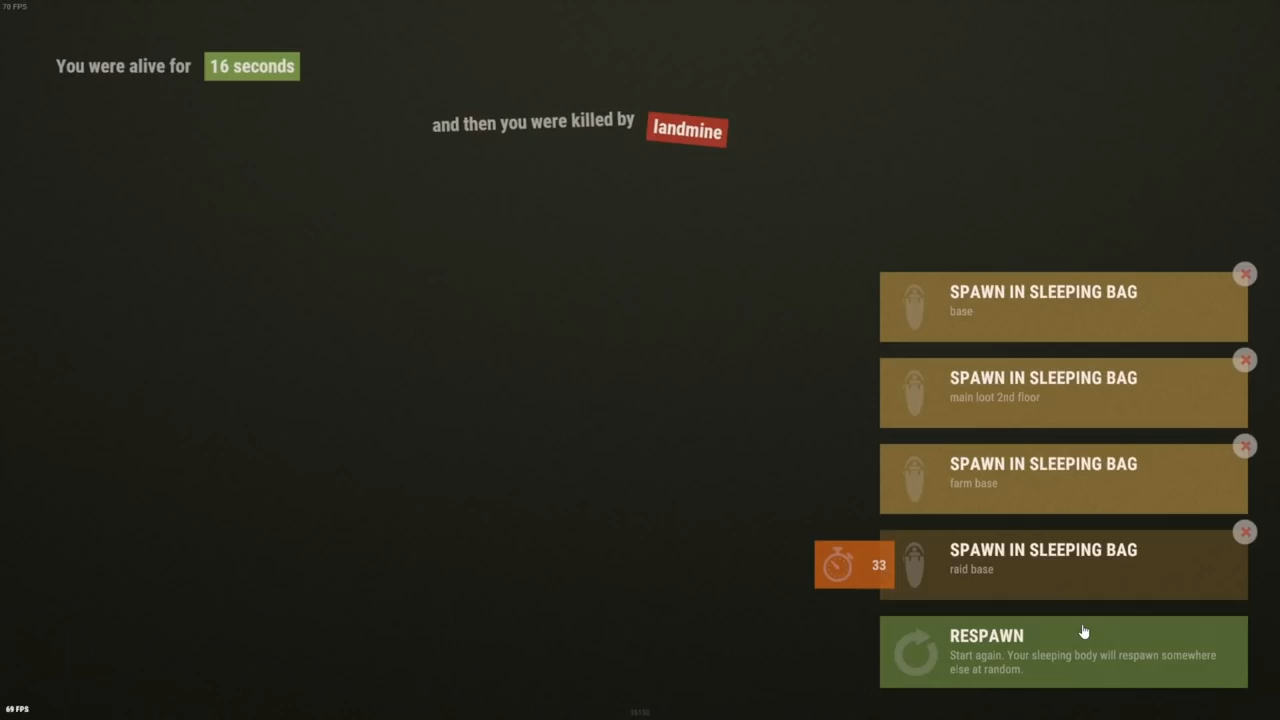 70 FPS
You were alive for 16 seconds
and then you were killed by landmine
SPAWN IN SLEEPING BAG
base
SPAWN IN SLEEPING BAG
main loot 2nd floor
SPAWN IN SLEEPING BAG
farm base
33
SPAWN IN SLEEPING BAG
raid base
RESPAWN
Start again. Your sleeping body will respawn somewhere
else at random.
69 FPS